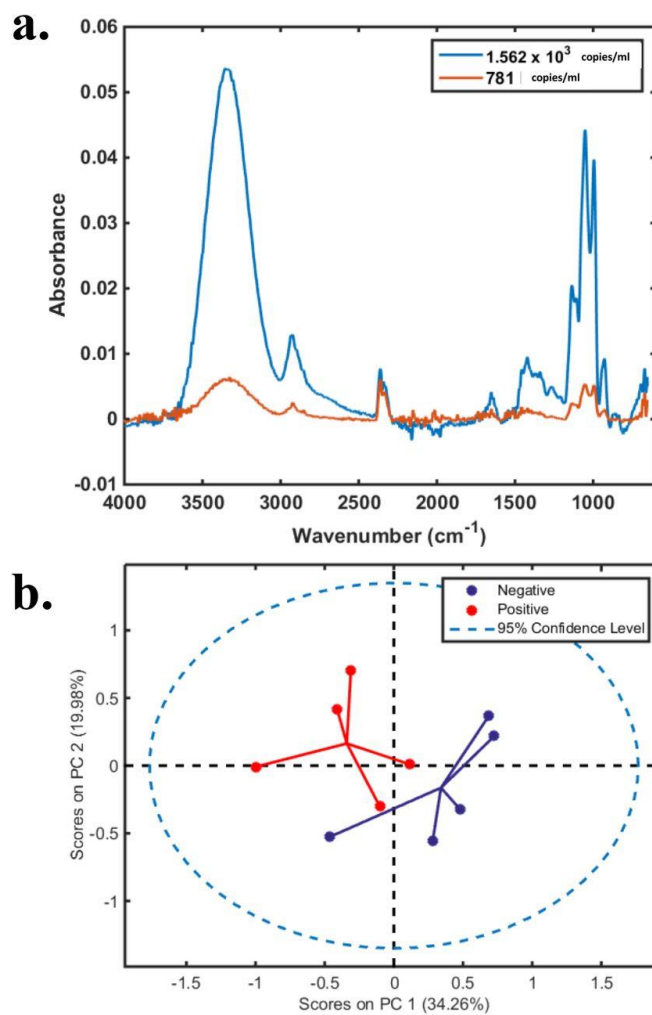 a.
0.06
0.05
0.04
0.03
0.02
0.01
0
-0.01
Absorbance
1.562 x 10³ copies/ml
781 copies/ml
4000 3500 3000 2500 2000 1500 1000
Wavenumber (cm⁻¹)
b.
1
0.5
0
-0.5
-1
Scores on PC 2 (19.98%)
Negative
Positive
95% Confidence Level
-1.5 -1 -0.5 0 0.5 1 1.5
Scores on PC 1 (34.26%)